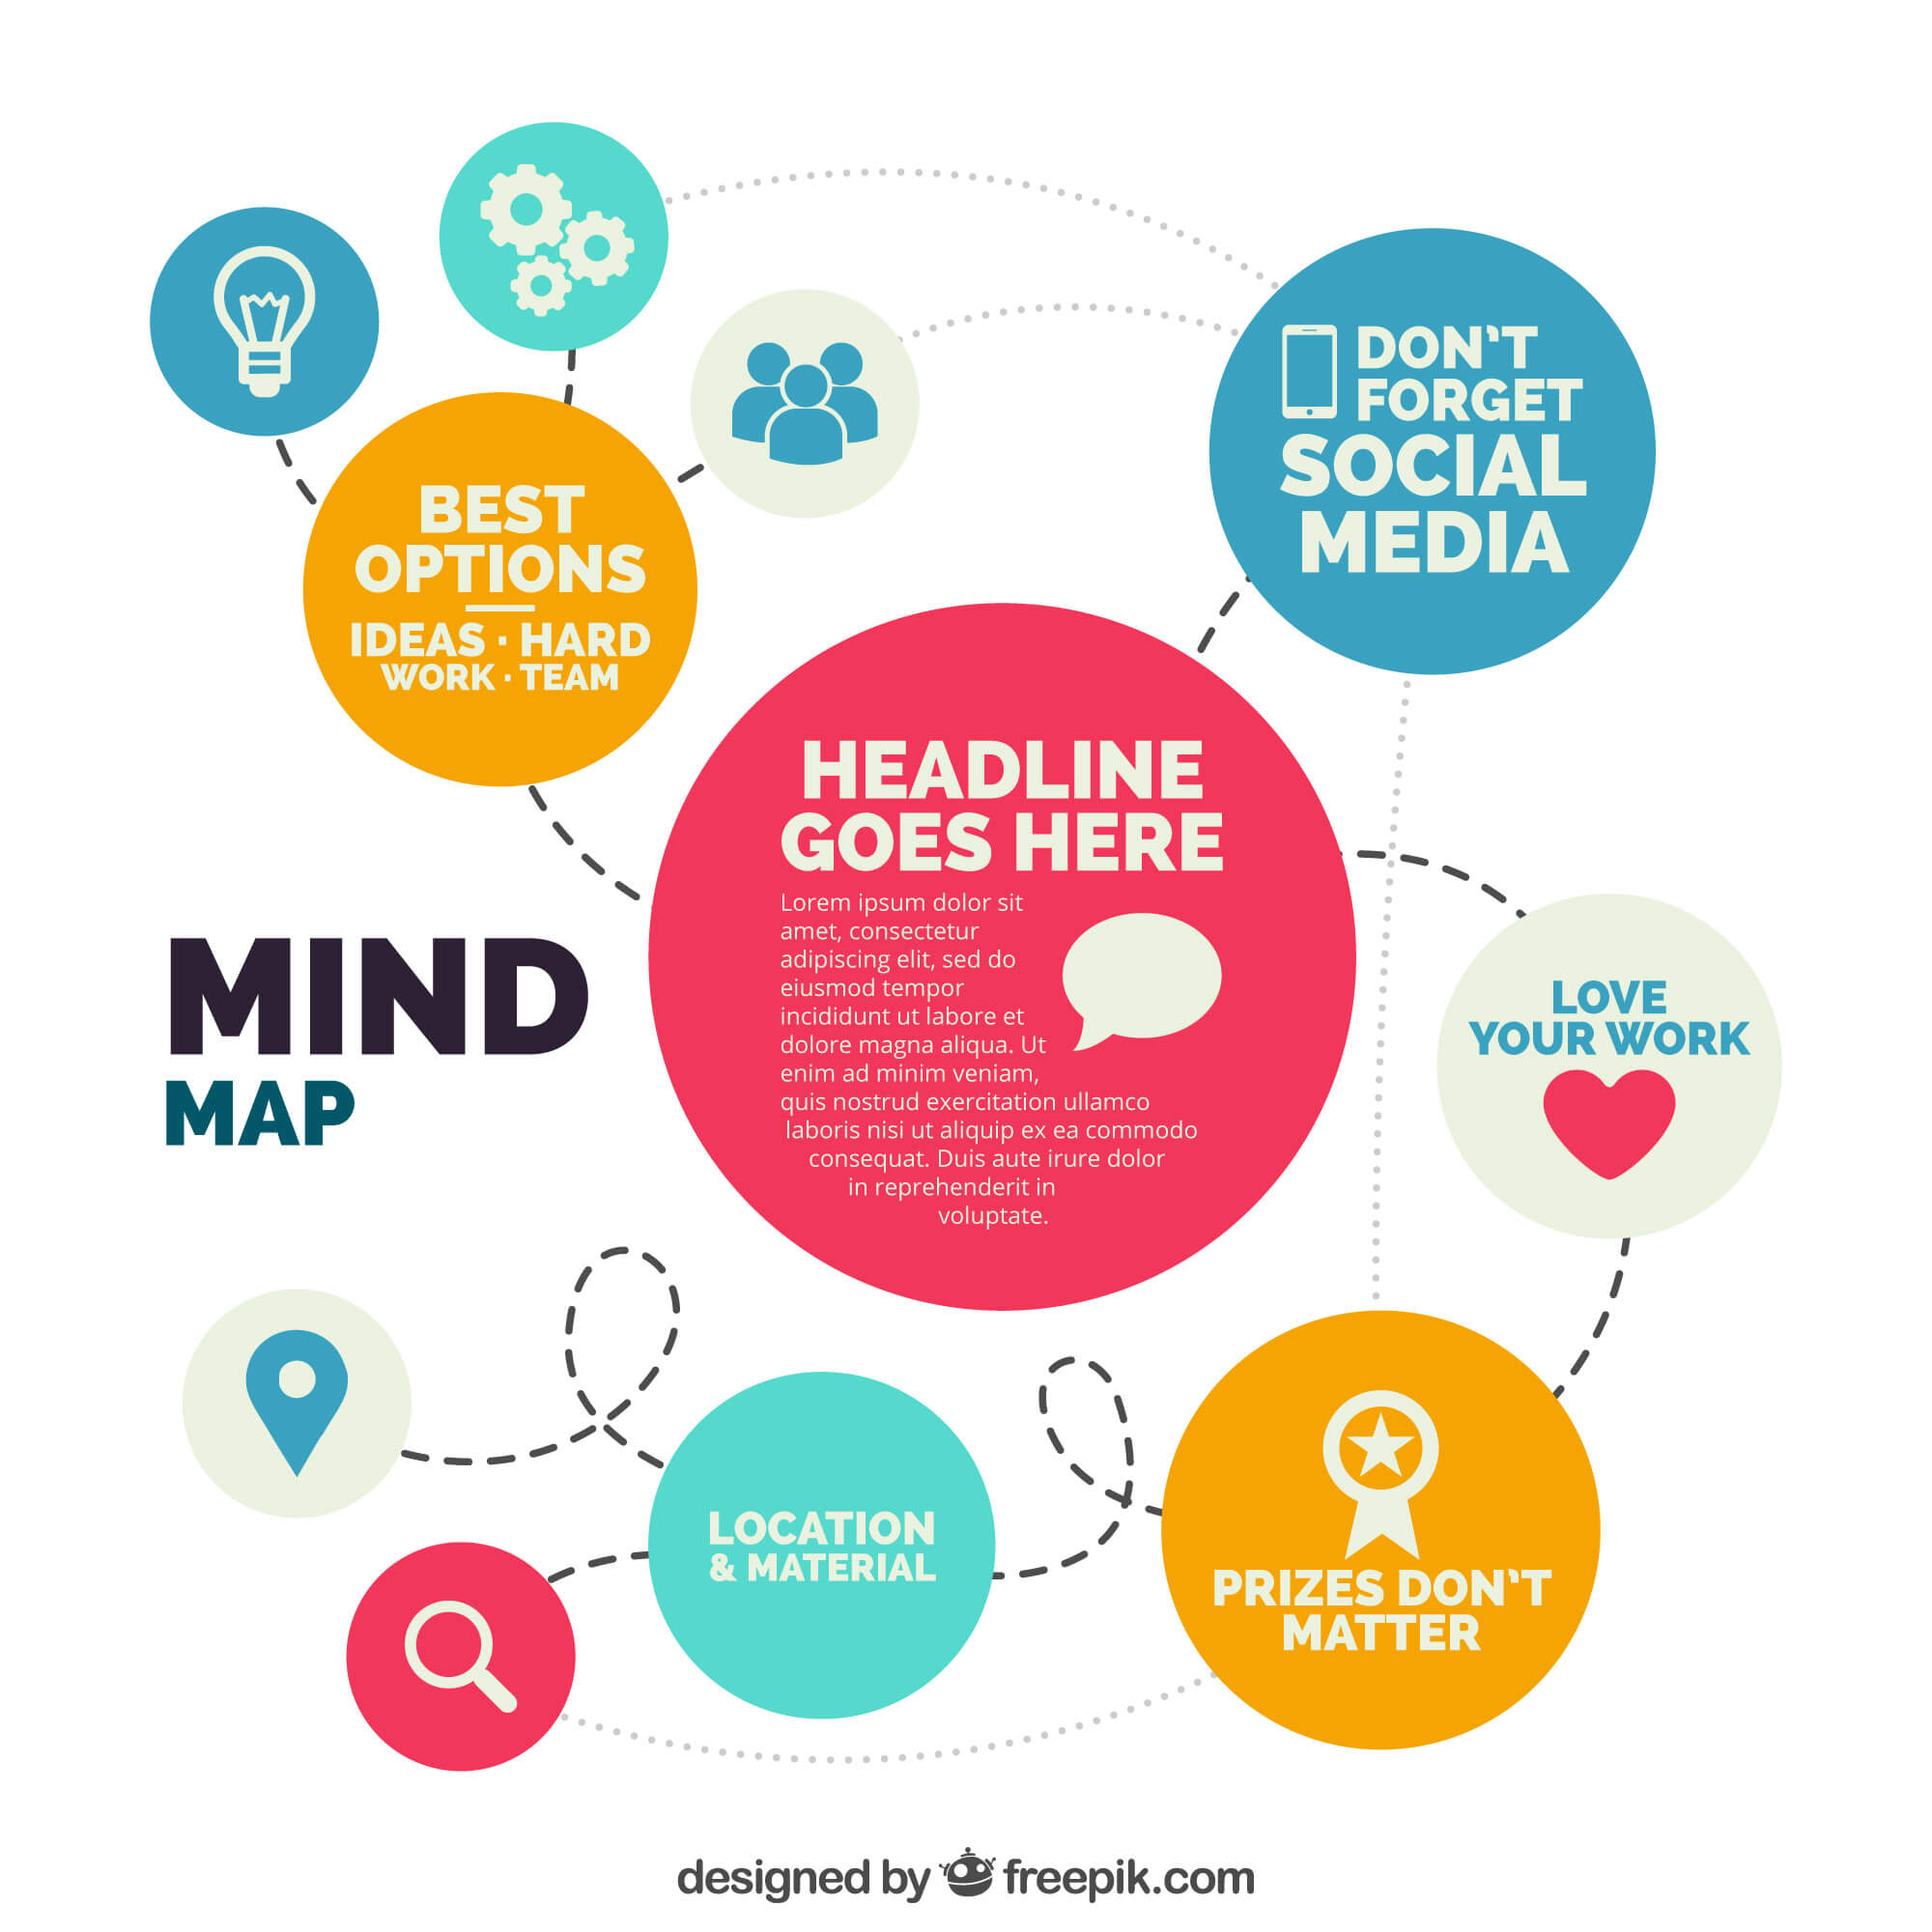 BEST
OPTIONS
IDEAS · HARD
WORK · TEAM
DON'T
FORGET
SOCIAL
MEDIA
HEADLINE
GOES HERE
Lorem ipsum dolor sit
amet, consectetur
adipiscing elit, sed do
eiusmod tempor
incididunt ut labore et
dolore magna aliqua. Ut
enim ad minim veniam,
quis nostrud exercitation ullamco
laboris nisi ut aliquip ex ea commodo
consequat. Duis aute irure dolor
in reprehenderit in
voluptate.
MIND
MAP
LOVE
YOUR WORK
LOCATION
& MATERIAL
PRIZES DON'T
MATTER
designed by freepik.com